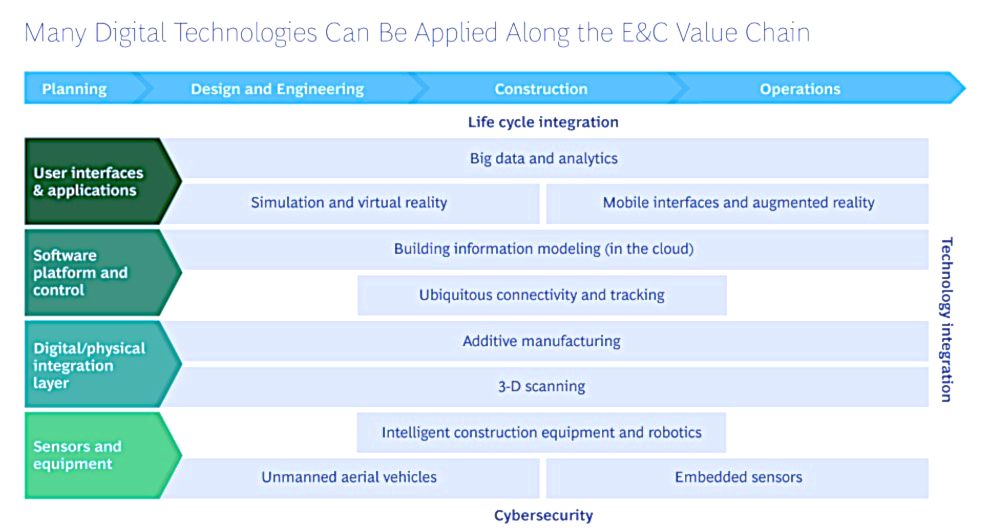 Many Digital Technologies Can Be Applied Along the E&C Value Chain
Planning
Design and Engineering
Construction
Operations
Life cycle integration
User interfaces
& applications
Big data and analytics
Simulation and virtual reality
Mobile interfaces and augmented reality
Software
platform and
control
Building information modeling (in the cloud)
Ubiquitous connectivity and tracking
Digital/physical
integration
layer
Additive manufacturing
3-D scanning
Sensors and
equipment
Intelligent construction equipment and robotics
Unmanned aerial vehicles
Embedded sensors
Technology integration
Cybersecurity